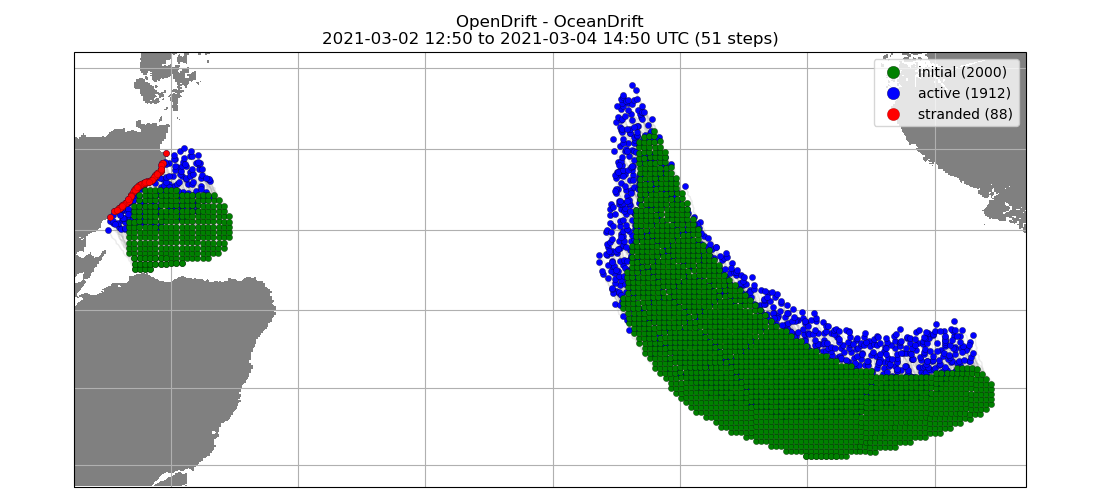 OpenDrift - OceanDrift
2021-03-02 12:50 to 2021-03-04 14:50 UTC (51 steps)
initial (2000)
active (1912)
stranded (88)